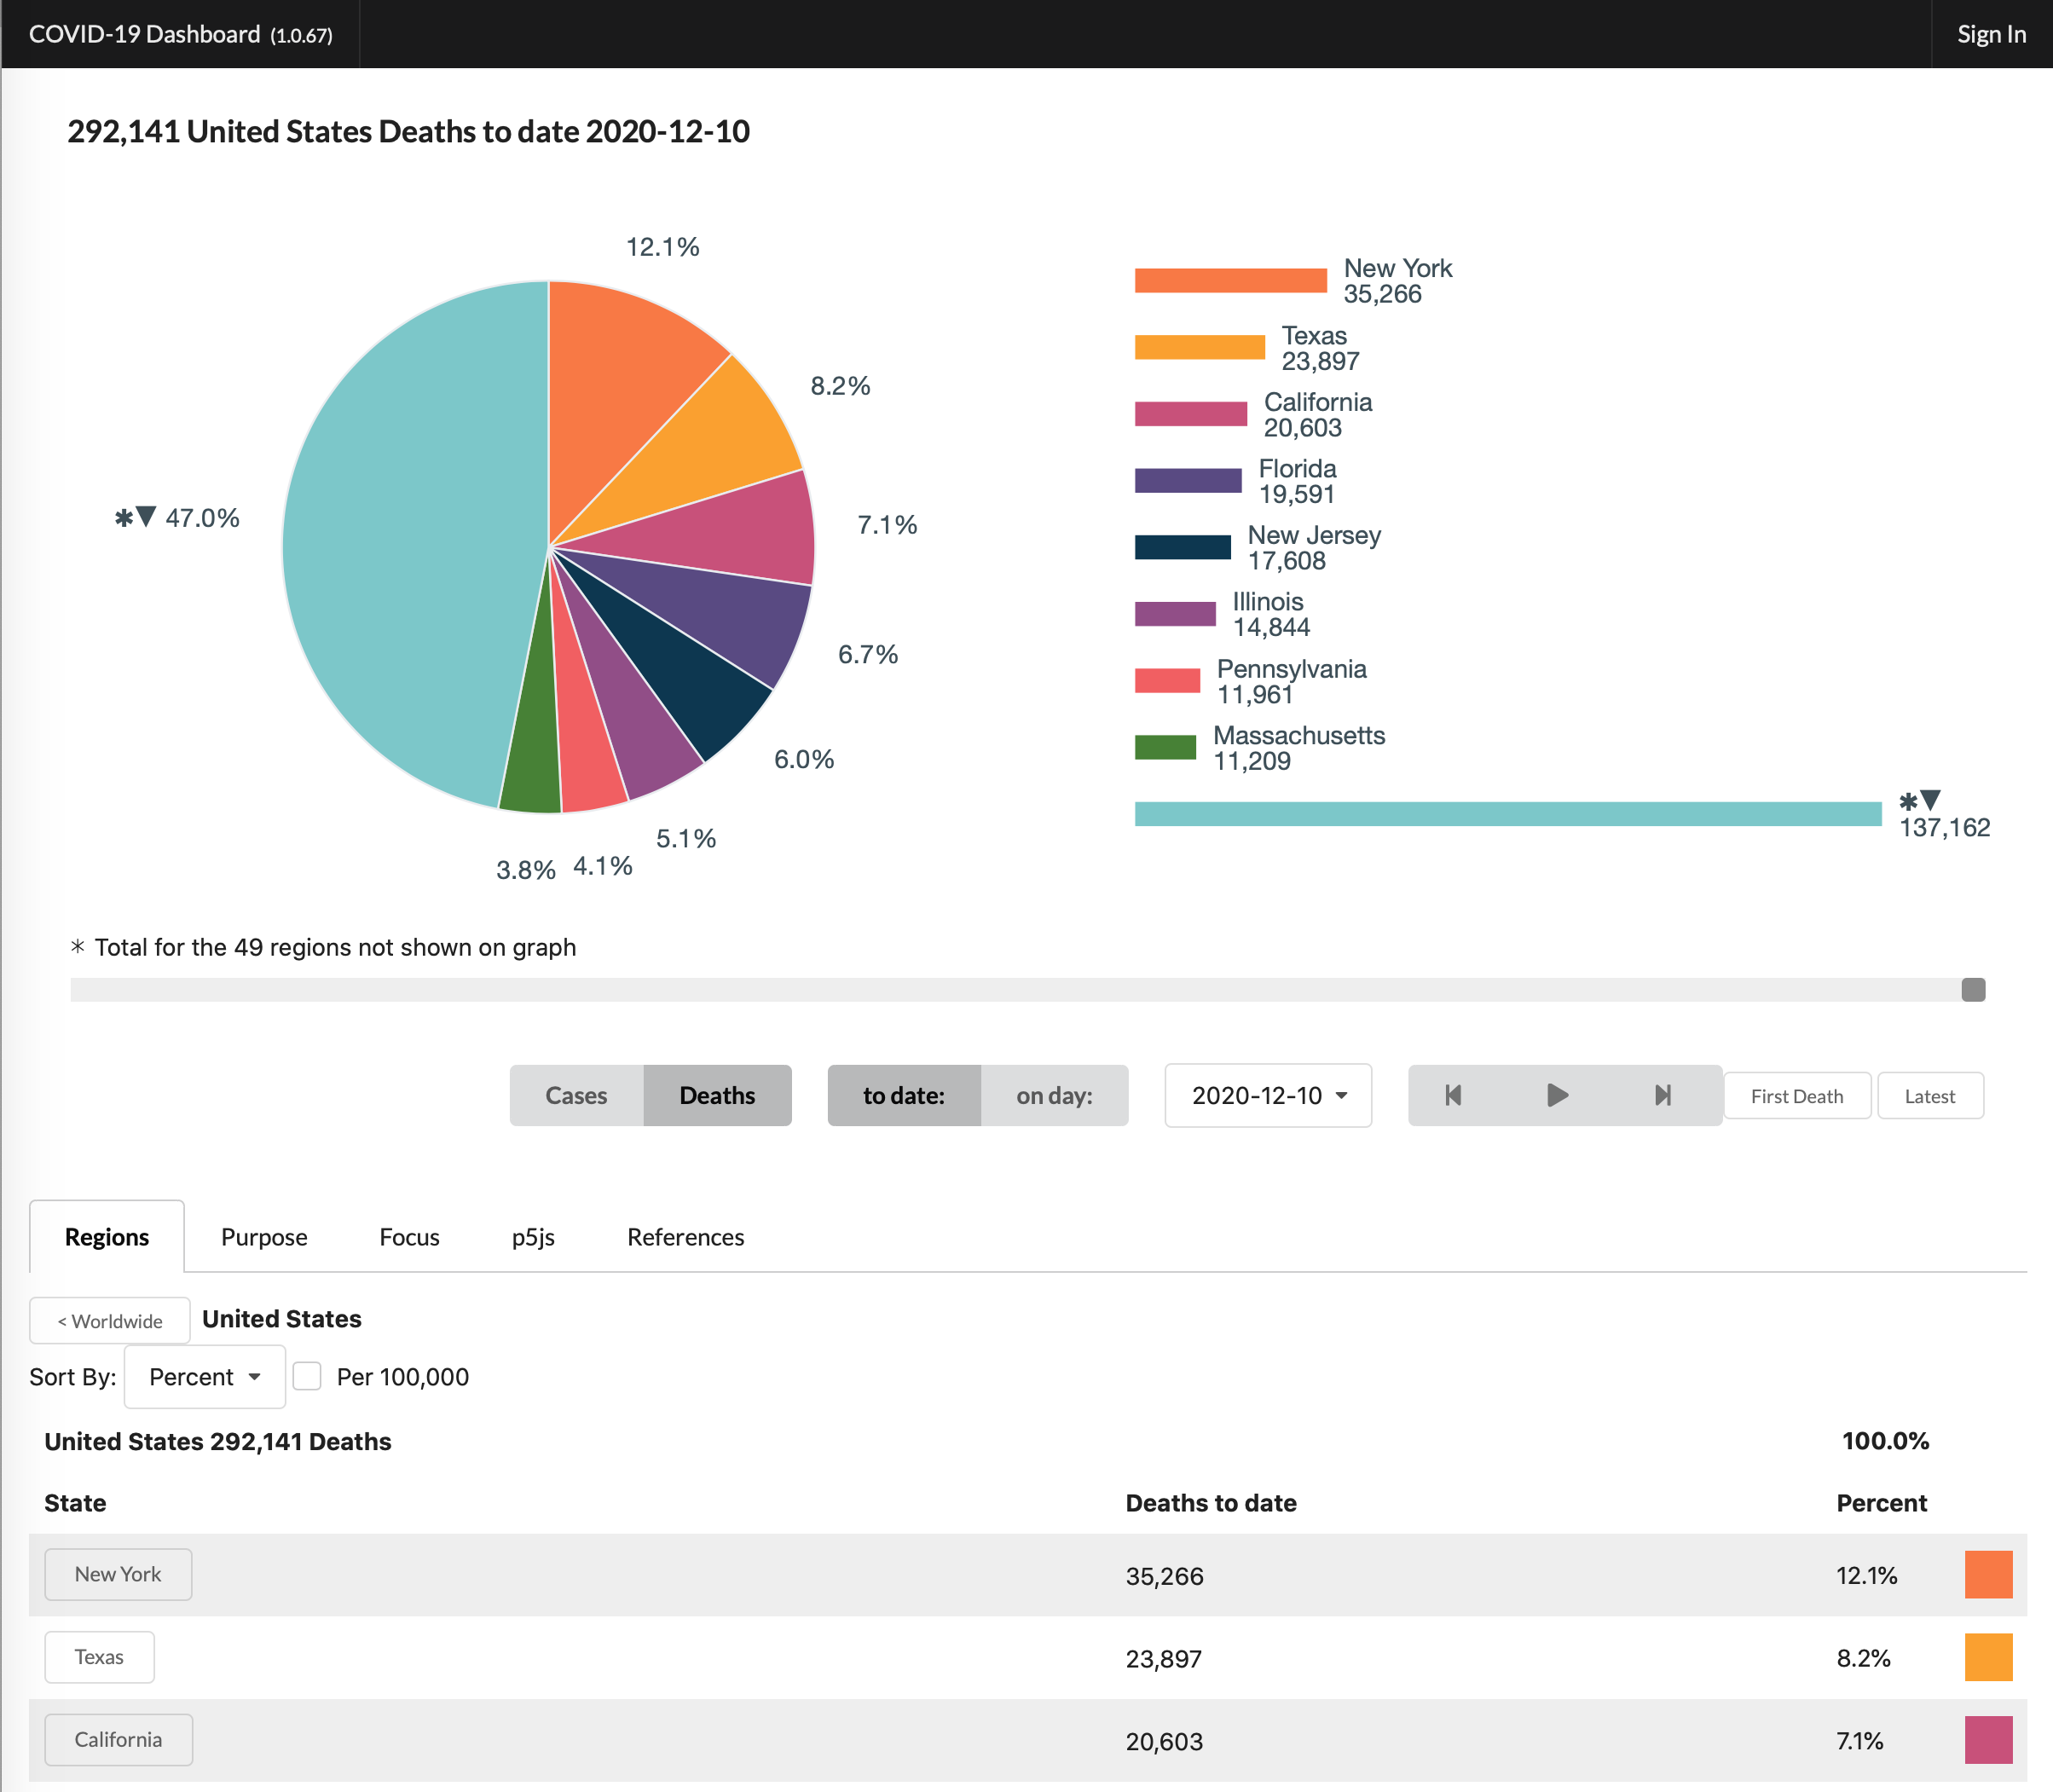 COVID-19 Dashboard (1.0.67)
Sign In
292,141 United States Deaths to date 2020-12-10
12.1%
8.2%
7.1%
6.7%
6.0%
5.1%
4.1%
3.8%
*▼ 47.0%
New York
35,266
Texas
23,897
California
20,603
Florida
19,591
New Jersey
17,608
Illinois
14,844
Pennsylvania
11,961
Massachusetts
11,209
*▼
137,162
* Total for the 49 regions not shown on graph
Cases Deaths to date: on day: 2020-12-10 First Death Latest
Regions Purpose Focus p5js References
< Worldwide United States
Sort By: Percent Per 100,000
United States 292,141 Deaths 100.0%
State Deaths to date Percent
New York 35,266 12.1%
Texas 23,897 8.2%
California 20,603 7.1%